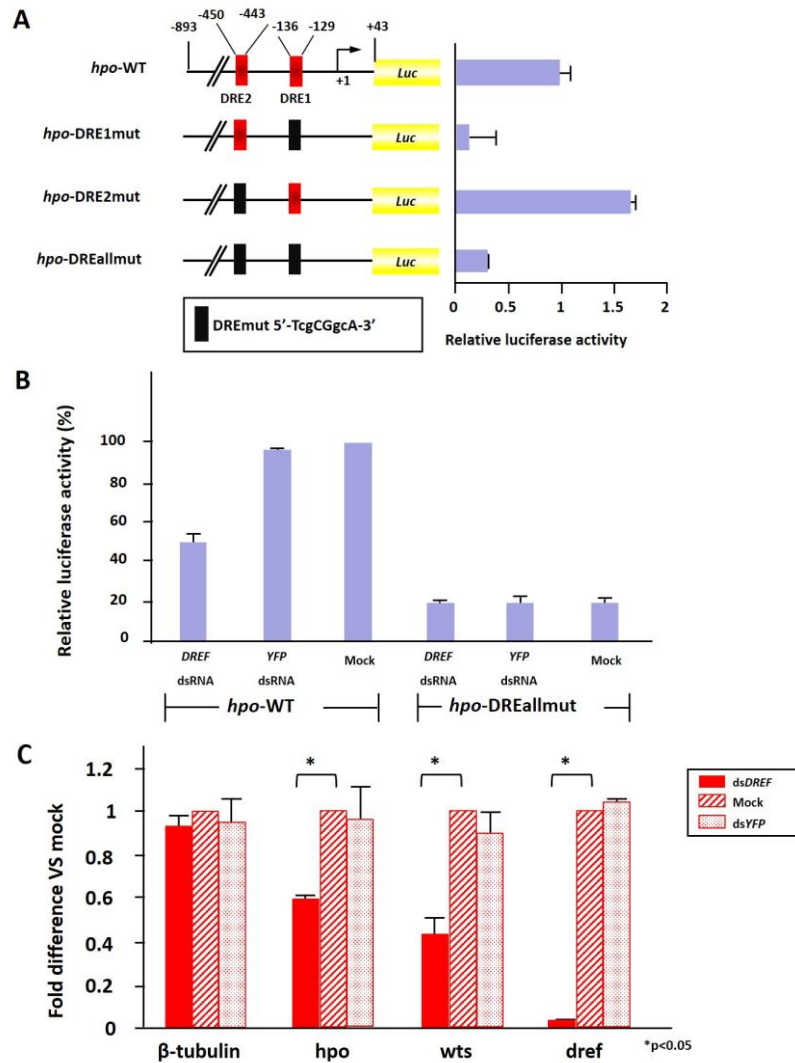 A
-893
-450
-443
-136
-129
+43
hpo-WT
+1
Luc
DRE2
DRE1
hpo-DRE1mut
Luc
hpo-DRE2mut
Luc
hpo-DREallmut
Luc
0 0.5 1 1.5 2
DREmut 5’-TcgCGgcA-3’
Relative luciferase activity
B
Relative luciferase activity (%)
100
80
60
40
20
0
DREF dsRNA
YFP dsRNA
Mock
DREF dsRNA
YFP dsRNA
Mock
hpo-WT
hpo-DREallmut
C
Fold difference VS mock
1.2
1
0.8
0.6
0.4
0.2
0
*
*
*
dsDREF
Mock
dsYFP
β-tubulin hpo wts dref
*p<0.05